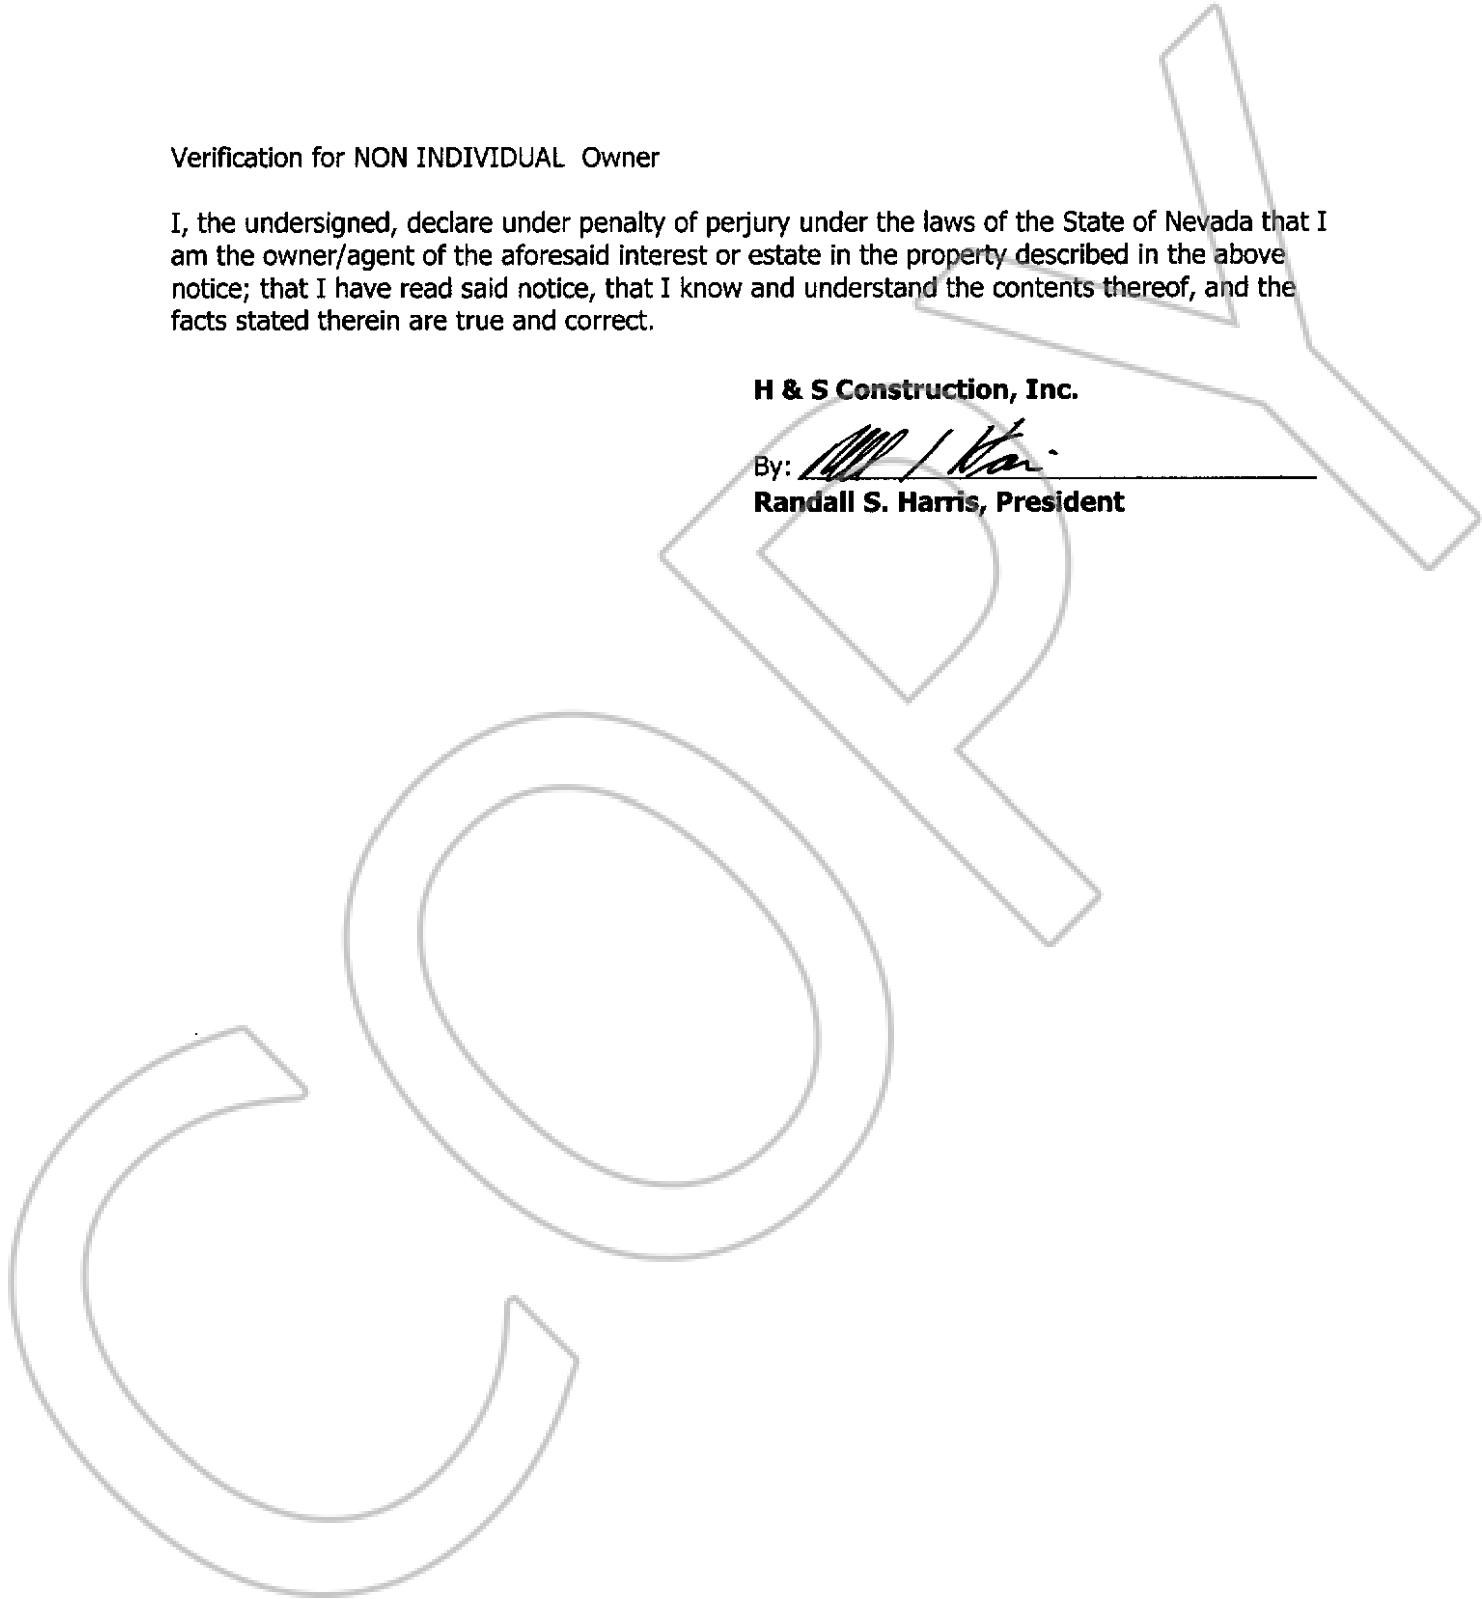 Verification for NON INDIVIDUAL Owner
I, the undersigned, declare under penalty of perjury under the laws of the State of Nevada that I
am the owner/agent of the aforesaid interest or estate in the property described in the above
notice; that I have read said notice, that I know and understand the contents thereof, and the
facts stated therein are true and correct.
H & S Construction, Inc.
By:
Randall S. Harris, President
COPY